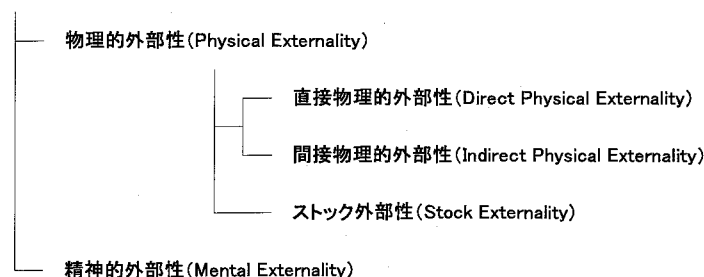 物理的外部性(Physical Externality)
直接物理的外部性(Direct Physical Externality)
間接物理的外部性(Indirect Physical Externality)
ストック外部性(Stock Externality)
精神的外部性(Mental Externality)